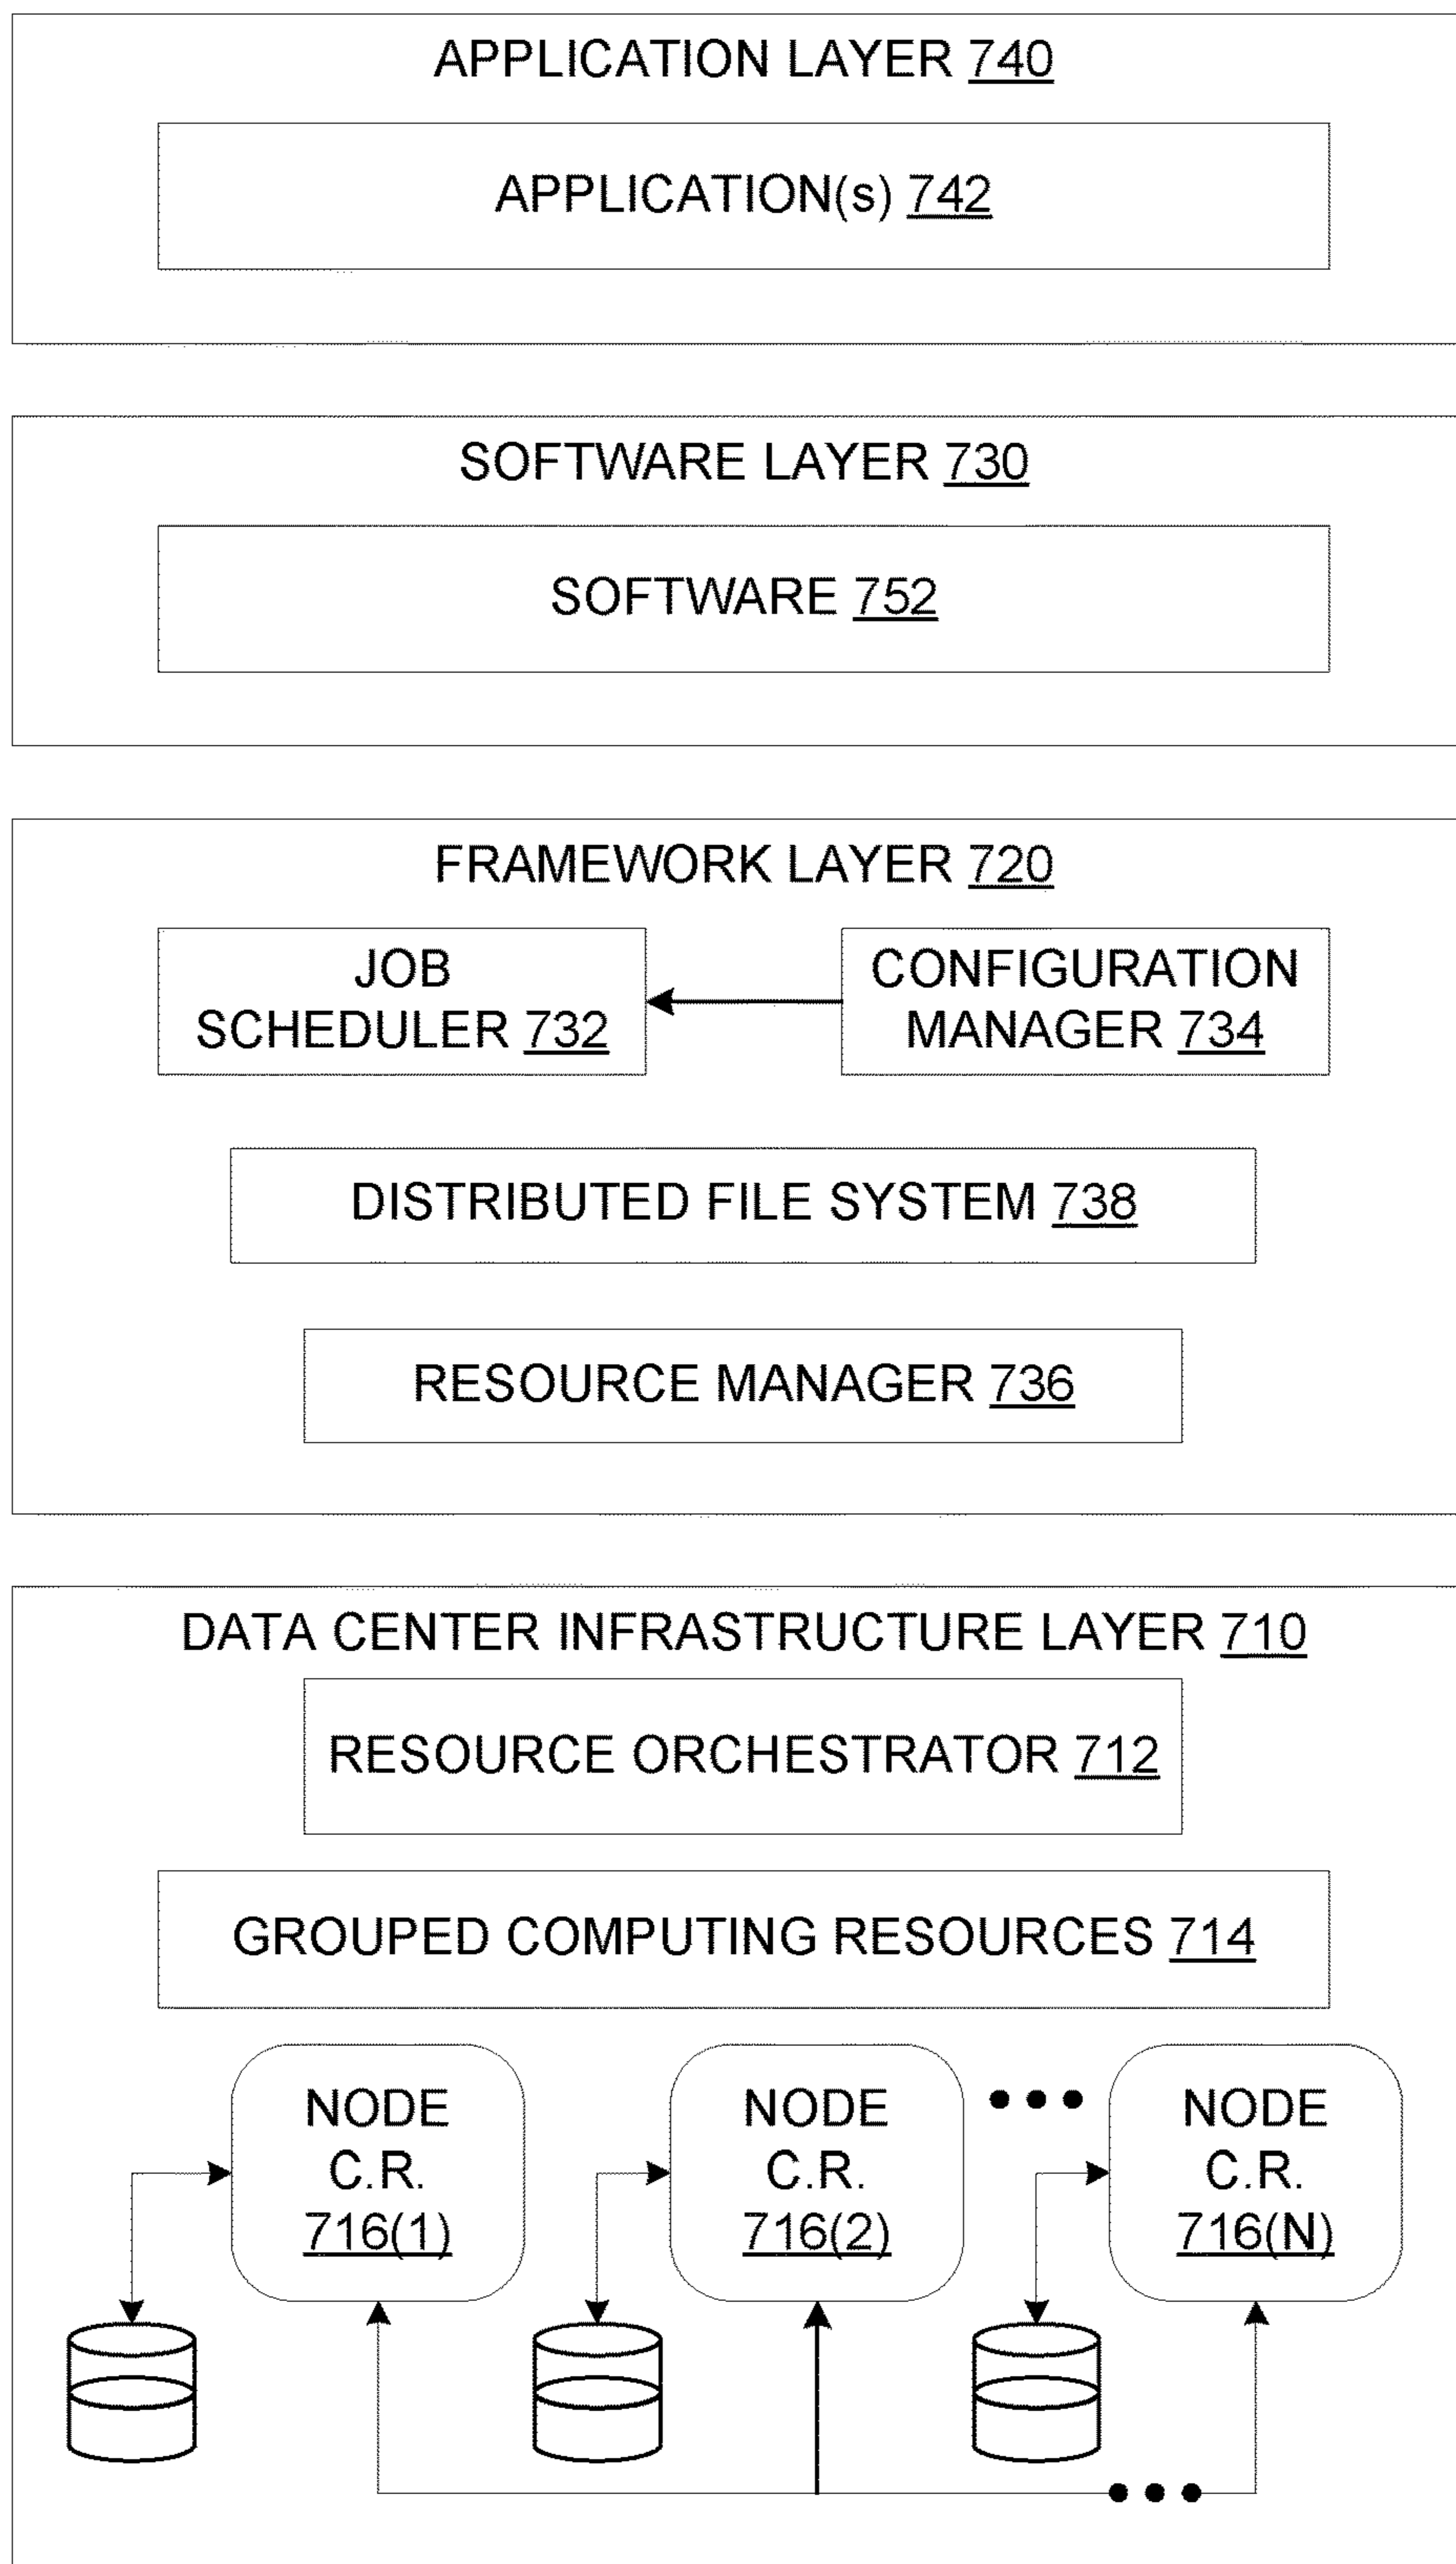 APPLICATION LAYER 740
APPLICATION(s) 742
SOFTWARE LAYER 730
SOFTWARE 752
FRAMEWORK LAYER 720
JOB
SCHEDULER 732
CONFIGURATION
MANAGER 734
DISTRIBUTED FILE SYSTEM 738
RESOURCE MANAGER 736
DATA CENTER INFRASTRUCTURE LAYER 710
RESOURCE ORCHESTRATOR 712
GROUPED COMPUTING RESOURCES 714
NODE
C.R.
716(1)
NODE
C.R.
716(2)
NODE
C.R.
716(N)